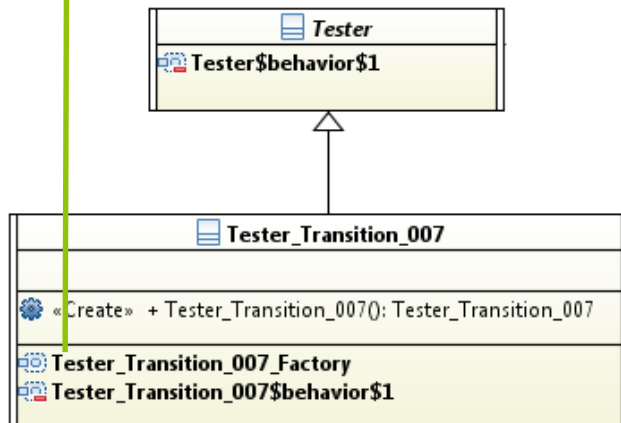 Tester
Tester$behavior$1
Tester_Transition_007
«Create» + Tester_Transition_007(): Tester_Transition_007
Tester_Transition_007_Factory
Tester_Transition_007$behavior$1